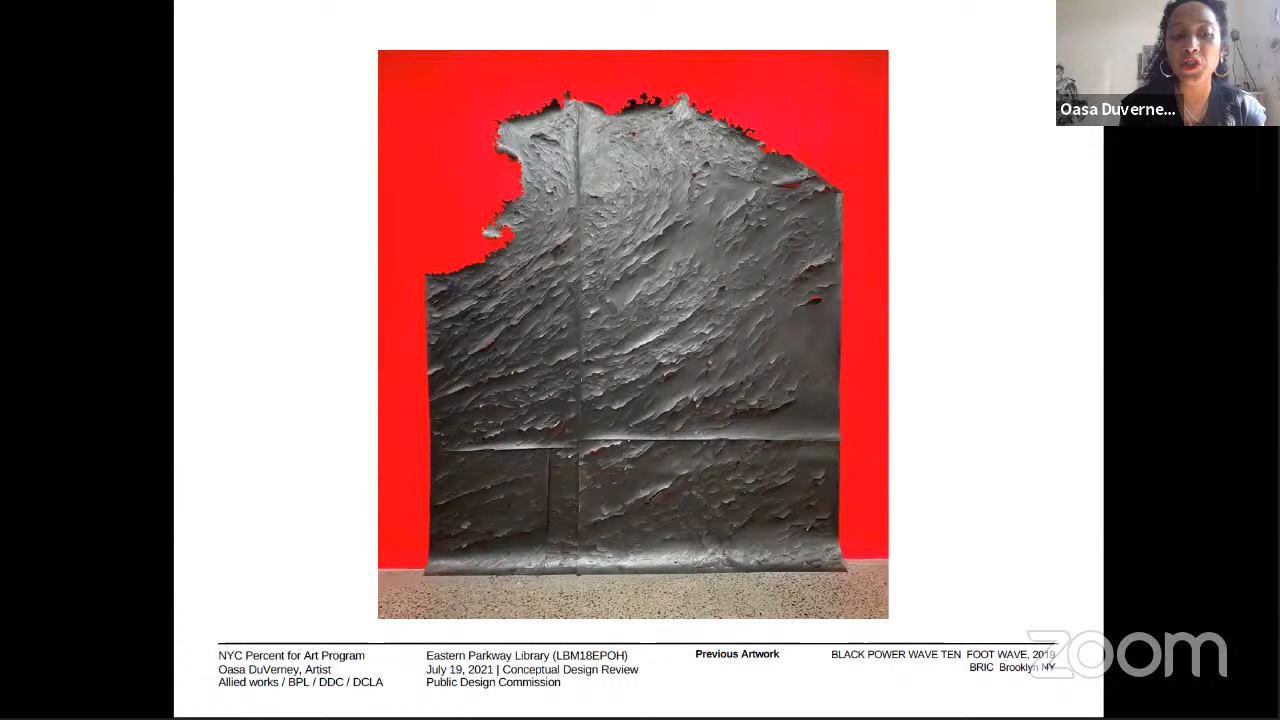 Oasa Duverne...
NYC Percent for Art Program
Oasa DuVerney, Artist
Allied works / BPL / DDC / DCLA
Eastern Parkway Library (LBM18EPOH)
July 19, 2021 | Conceptual Design Review
Public Design Commission
Previous Artwork
BLACK POWER WAVE TEN FOOT WAVE, 2019
BRIC Brooklyn NY
zoom